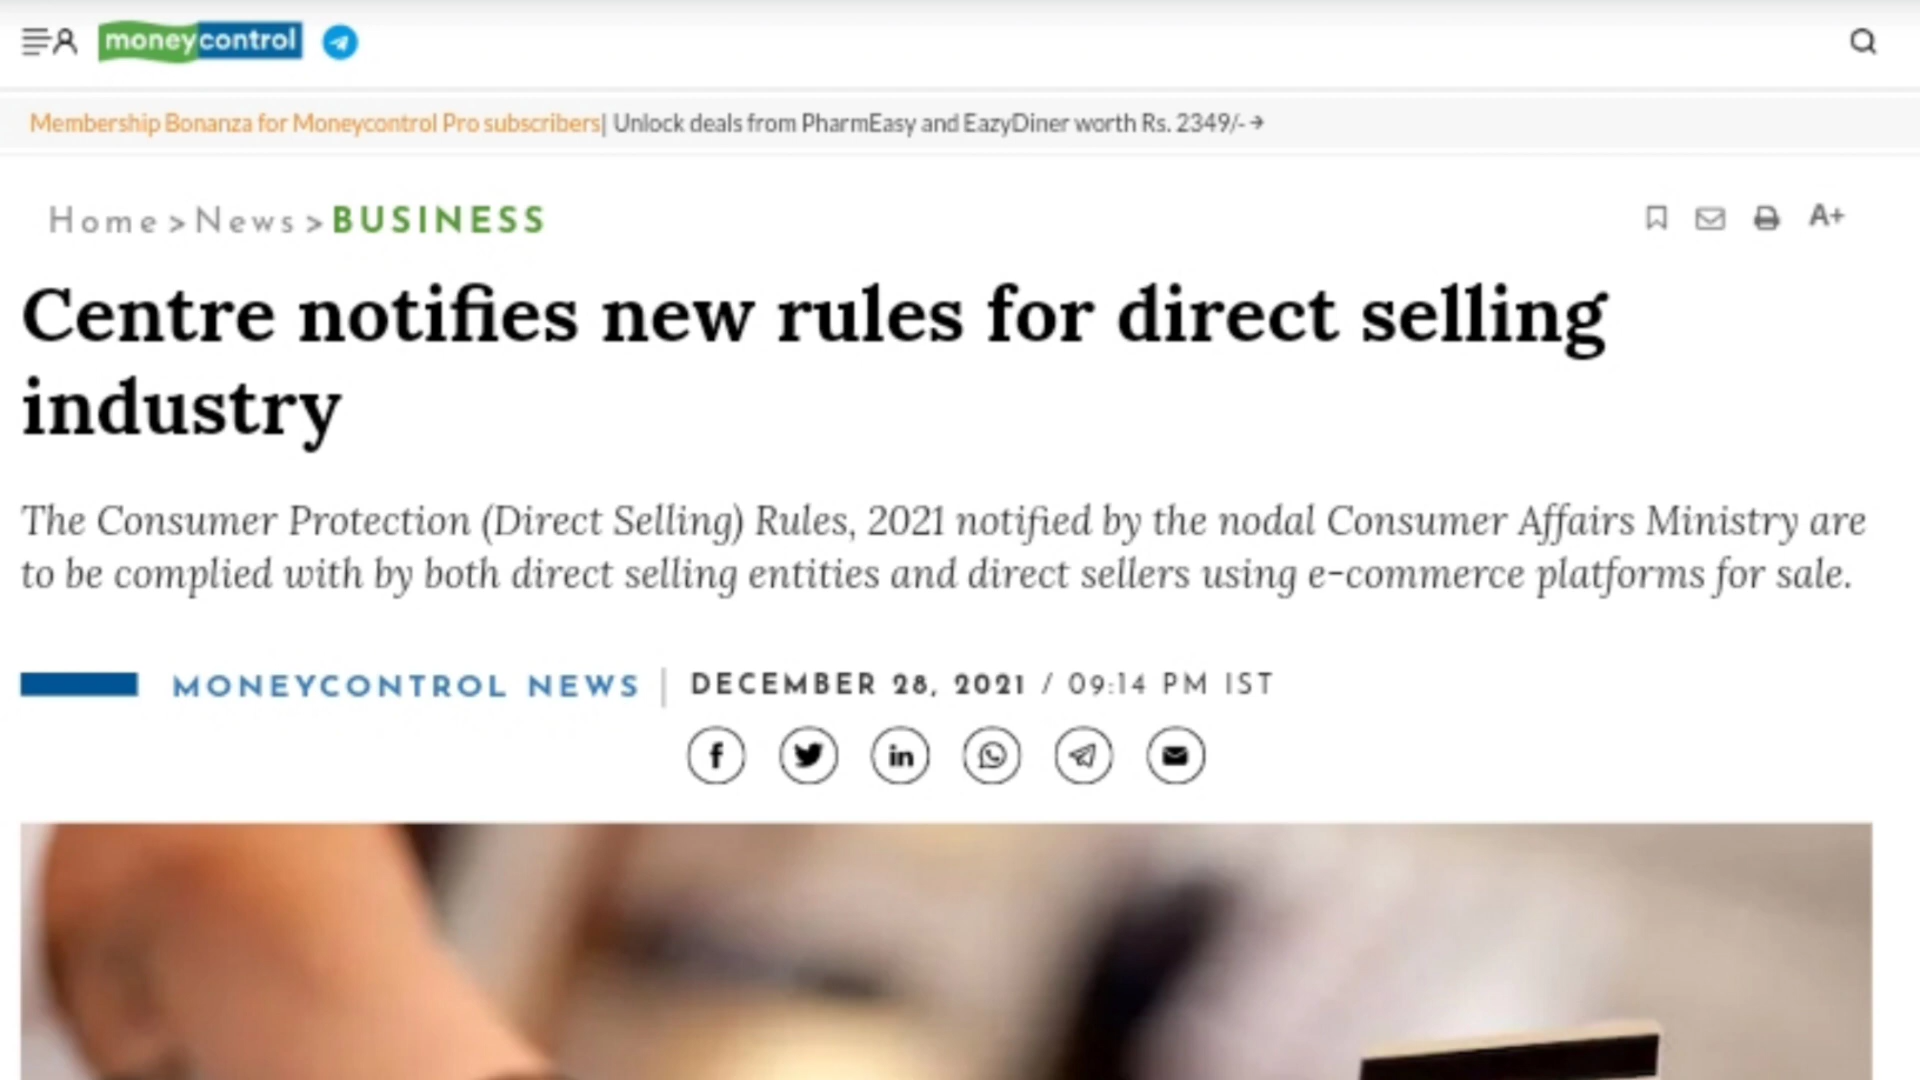 moneycontrol
Membership Bonanza for Moneycontrol Pro subscribers| Unlock deals from PharmEasy and EazyDiner worth Rs. 2349/-→
Home > News > BUSINESS
A+
Centre notifies new rules for direct selling
industry
The Consumer Protection (Direct Selling) Rules, 2021 notified by the nodal Consumer Affairs Ministry are
to be complied with by both direct selling entities and direct sellers using e-commerce platforms for sale.
MONEYCONTROL NEWS | DECEMBER 28, 2021 / 09:14 PM IST